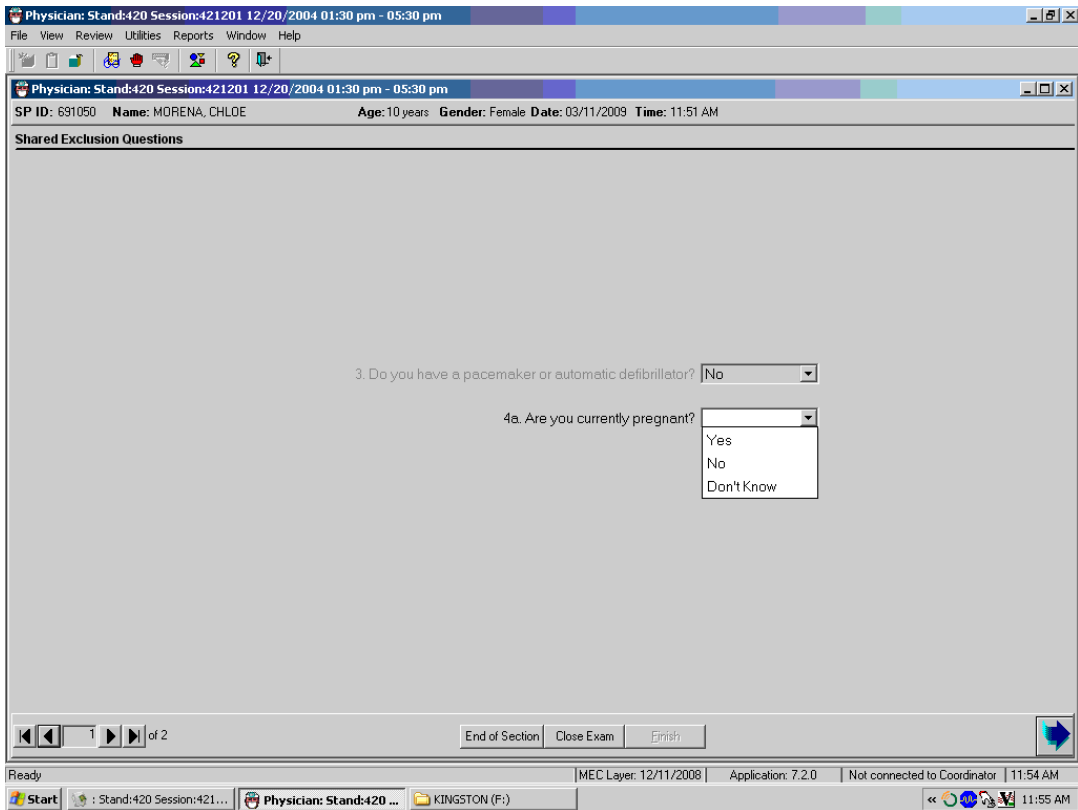 Physician: Stand:420 Session:421201 12/20/2004 01:30 pm - 05:30 pm
File View Review Utilities Reports Window Help
Physician: Stand:420 Session:421201 12/20/2004 01:30 pm - 05:30 pm
SP ID: 691050 Name: MORENA, CHLOE Age: 10 years Gender: Female Date: 03/11/2009 Time: 11:51 AM
Shared Exclusion Questions
3. Do you have a pacemaker or automatic defibrillator? No
4a. Are you currently pregnant?
Yes
No
Don't Know
1 of 2 End of Section Close Exam Finish
Ready MEC Layer: 12/11/2008 Application: 7.2.0 Not connected to Coordinator 11:54 AM
Start : Stand:420 Session:421... Physician: Stand:420 ... KINGSTON (F:) « 11:55 AM